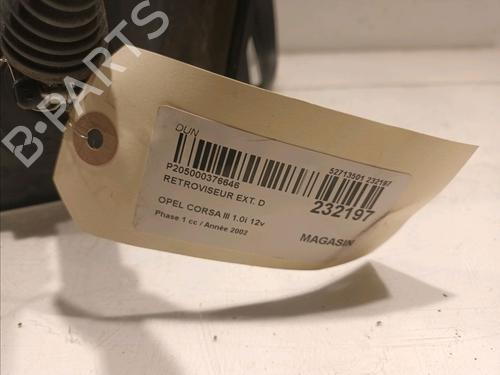 B-PARTS
DUN
P205000376646
52713501 232197
RETROVISEUR EXT. D
232197
OPEL CORSA III 1.0i 12v
Phase 1 cc / Année 2002
MAGASIN